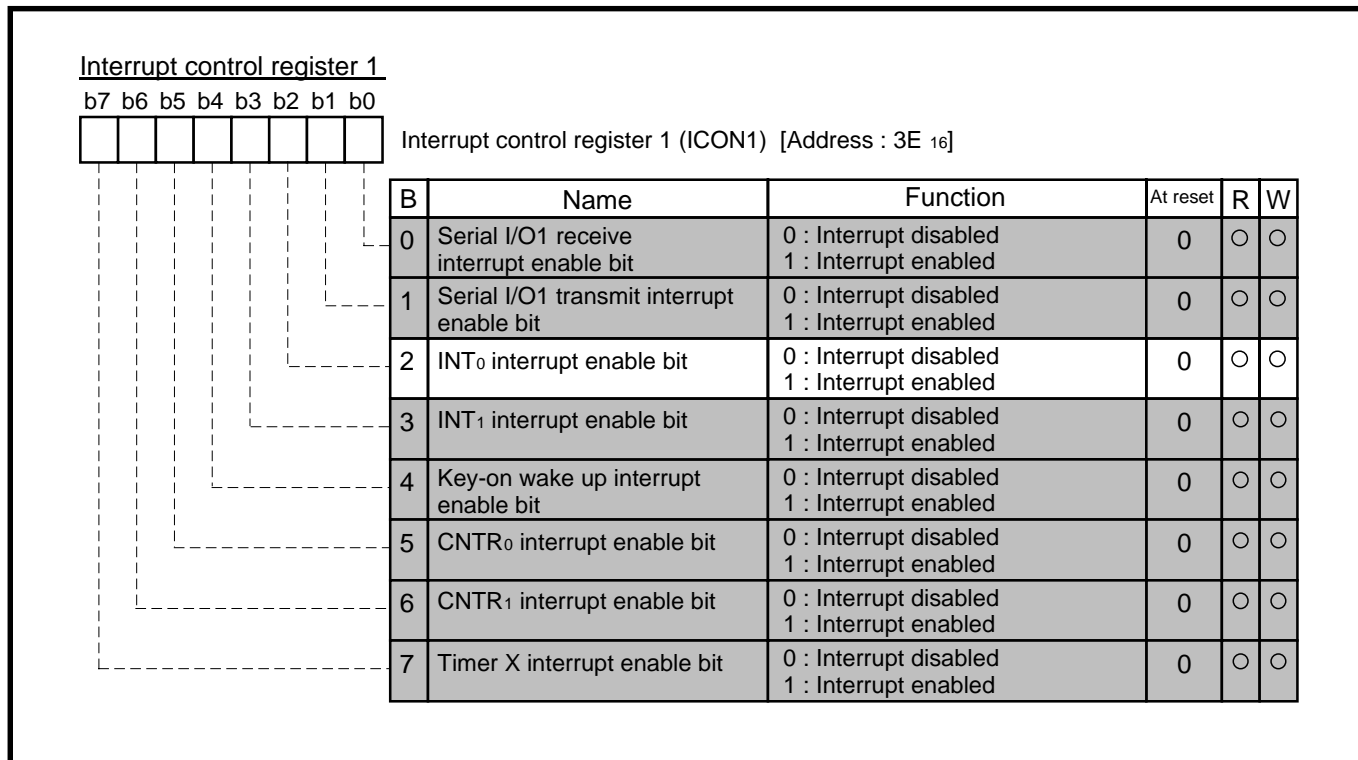 Interrupt control register 1
b7 b6 b5 b4 b3 b2 b1 b0
Interrupt control register 1 (ICON1) [Address : 3E 16]
B Name Function At reset R W
0 Serial I/O1 receive interrupt enable bit 0 : Interrupt disabled 1 : Interrupt enabled 0 ○ ○
1 Serial I/O1 transmit interrupt enable bit 0 : Interrupt disabled 1 : Interrupt enabled 0 ○ ○
2 INT0 interrupt enable bit 0 : Interrupt disabled 1 : Interrupt enabled 0 ○ ○
3 INT1 interrupt enable bit 0 : Interrupt disabled 1 : Interrupt enabled 0 ○ ○
4 Key-on wake up interrupt enable bit 0 : Interrupt disabled 1 : Interrupt enabled 0 ○ ○
5 CNTR0 interrupt enable bit 0 : Interrupt disabled 1 : Interrupt enabled 0 ○ ○
6 CNTR1 interrupt enable bit 0 : Interrupt disabled 1 : Interrupt enabled 0 ○ ○
7 Timer X interrupt enable bit 0 : Interrupt disabled 1 : Interrupt enabled 0 ○ ○